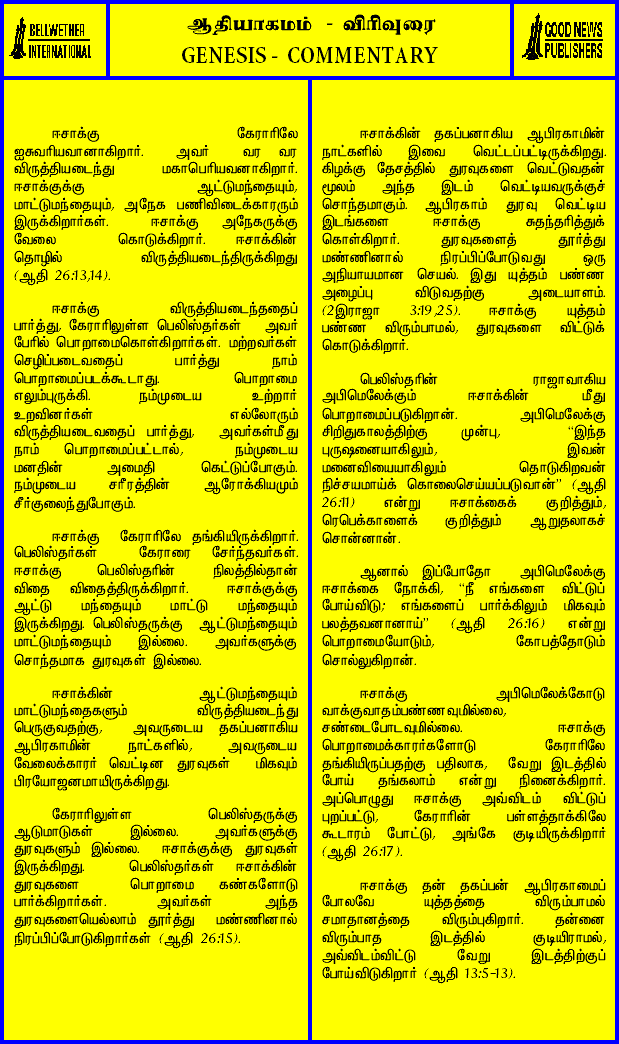 BELLWETHER
INTERNATIONAL
ஆதியாகமம் - விரிவுரை
GENESIS - COMMENTARY
GOOD NEWS
PUBLISHERS
ஈசாக்கு கேராரிலே
ஐசுவரியவானாகிறார். அவர் வர வர
விருத்தியடைந்து மகாபெரியவனாகிறார்.
ஈசாக்குக்கு ஆட்டுமந்தையும்,
மாட்டுமந்தையும், அநேக பணிவிடைக்காரரும்
இருக்கிறார்கள். ஈசாக்கு அநேகருக்கு
வேலை கொடுக்கிறார். ஈசாக்கின்
தொழில் விருத்தியடைந்திருக்கிறது
(ஆதி 26:13,14).
ஈசாக்கு விருத்தியடைந்ததைப்
பார்த்து, கேராரிலுள்ள பெலிஸ்தர்கள் அவர்
பேரில் பொறாமைகொள்கிறார்கள். மற்றவர்கள்
செழிப்படைவதைப் பார்த்து நாம்
பொறாமைப்படக்கூடாது. பொறாமை
எலும்புருக்கி. நம்முடைய உற்றார்
உறவினர்கள் எல்லோரும்
விருத்தியடைவதைப் பார்த்து, அவர்கள்மீது
நாம் பொறாமைப்பட்டால், நம்முடைய
மனதின் அமைதி கெட்டுப்போகும்.
நம்முடைய சரீரத்தின் ஆரோக்கியமும்
சீர்குலைந்துபோகும்.
ஈசாக்கு கேராரிலே தங்கியிருக்கிறார்.
பெலிஸ்தர்கள் கேராரை சேர்ந்தவர்கள்.
ஈசாக்கு பெலிஸ்தரின் நிலத்தில்தான்
விதை விதைத்திருக்கிறார். ஈசாக்குக்கு
ஆட்டு மந்தையும் மாட்டு மந்தையும்
இருக்கிறது. பெலிஸ்தருக்கு ஆட்டுமந்தையும்
மாட்டுமந்தையும் இல்லை. அவர்களுக்கு
சொந்தமாக துரவுகள் இல்லை.
ஈசாக்கின் ஆட்டுமந்தையும்
மாட்டுமந்தைகளும் விருத்தியடைந்து
பெருகுவதற்கு, அவருடைய தகப்பனாகிய
ஆபிரகாமின் நாட்களில், அவருடைய
வேலைக்காரர் வெட்டின துரவுகள் மிகவும்
பிரயோஜனமாயிருக்கிறது.
கேராரிலுள்ள பெலிஸ்தருக்கு
ஆடுமாடுகள் இல்லை. அவர்களுக்கு
துரவுகளும் இல்லை. ஈசாக்குக்கு துரவுகள்
இருக்கிறது. பெலிஸ்தர்கள் ஈசாக்கின்
துரவுகளை பொறாமை கண்களோடு
பார்க்கிறார்கள். அவர்கள் அந்த
துரவுகளையெல்லாம் தூர்த்து மண்ணினால்
நிரப்பிப்போடுகிறார்கள் (ஆதி 26:15).
ஈசாக்கின் தகப்பனாகிய ஆபிரகாமின்
நாட்களில் இவை வெட்டப்பட்டிருக்கிறது.
கிழக்கு தேசத்தில் துரவுகளை வெட்டுவதன்
மூலம் அந்த இடம் வெட்டியவருக்குச்
சொந்தமாகும். ஆபிரகாம் துரவு வெட்டிய
இடங்களை ஈசாக்கு சுதந்தரித்துக்
கொள்கிறார். துரவுகளைத் தூர்த்து
மண்ணினால் நிரப்பிப்போடுவது ஒரு
அநியாயமான செயல். இது யுத்தம் பண்ண
அழைப்பு விடுவதற்கு அடையாளம்.
(2இராஜா 3:19,25). ஈசாக்கு யுத்தம்
பண்ண விரும்பாமல், துரவுகளை விட்டுக்
கொடுக்கிறார்.
பெலிஸ்தரின் ராஜாவாகிய
அபிமெலேக்கும் ஈசாக்கின் மீது
பொறாமைப்படுகிறான். அபிமெலேக்கு
சிறிதுகாலத்திற்கு முன்பு, "இந்த
புருஷனையாகிலும், இவன்
மனைவியையாகிலும் தொடுகிறவன்
நிச்சயமாய்க் கொலைசெய்யப்படுவான்" (ஆதி
26:11) என்று ஈசாக்கைக் குறித்தும்,
ரெபெக்காளைக் குறித்தும் ஆறுதலாகச்
சொன்னான்.
ஆனால் இப்போதோ அபிமெலேக்கு
ஈசாக்கை நோக்கி, "நீ எங்களை விட்டுப்
போய்விடு; எங்களைப் பார்க்கிலும் மிகவும்
பலத்தவனானாய்" (ஆதி 26:16) என்று
பொறாமையோடும், கோபத்தோடும்
சொல்லுகிறான்.
ஈசாக்கு அபிமெலேக்கோடு
வாக்குவாதம்பண்ணவுமில்லை,
சண்டைபோடவுமில்லை. ஈசாக்கு
பொறாமைக்காரர்களோடு கேராரிலே
தங்கியிருப்பதற்கு பதிலாக, வேறு இடத்தில்
போய் தங்கலாம் என்று நினைக்கிறார்.
அப்பொழுது ஈசாக்கு அவ்விடம் விட்டுப்
புறப்பட்டு, கேராரின் பள்ளத்தாக்கிலே
கூடாரம் போட்டு, அங்கே குடியிருக்கிறார்
(ஆதி 26:17).
ஈசாக்கு தன் தகப்பன் ஆபிரகாமைப்
போலவே யுத்தத்தை விரும்பாமல்
சமாதானத்தை விரும்புகிறார். தன்னை
விரும்பாத இடத்தில் குடியிராமல்,
அவ்விடம்விட்டு வேறு இடத்திற்குப்
போய்விடுகிறார் (ஆதி 13:5-13).